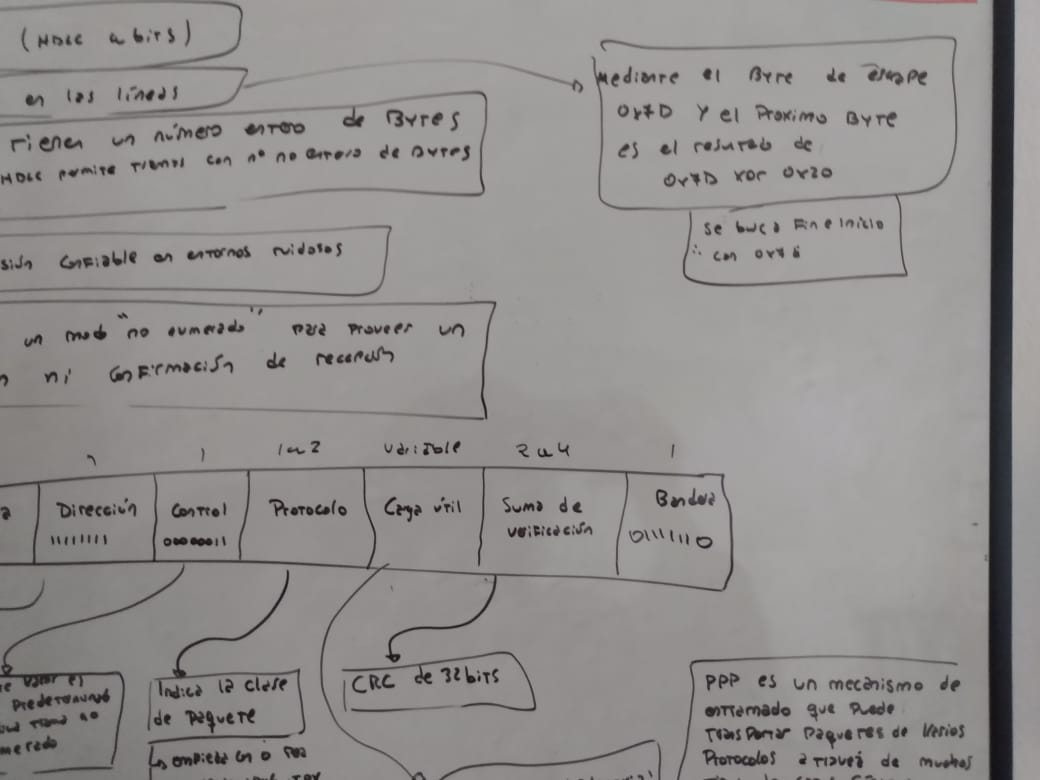 (HDLC a bits)
en las líneas
Tienen un número entero de Bytes
HDLC permite tramas con nº no entero de Bytes
sión confiable en entornos ruidosos
un modo "no numerado" para proveer un
n ni confirmación de recepción
Mediante el Byte de escape
0x7D y el Proximo Byte
es el resultado de
0x7D xor 0x20
se busca Fin e Inicio
∴ con 0x7
1 1 1 a 2 variable 2 a 4 1
a Dirección Control Protocolo Carga útil Suma de verificación Bandera
11111111 00000011 01111110
e valor es
Predeterminado
trama no
merado
Indica la clase
de paquete
↳ empieza con 0
CRC de 32 bits
PPP es un mecanismo de
entramado que puede
Transportar paquetes de Varios
Protocolos a través de muchos